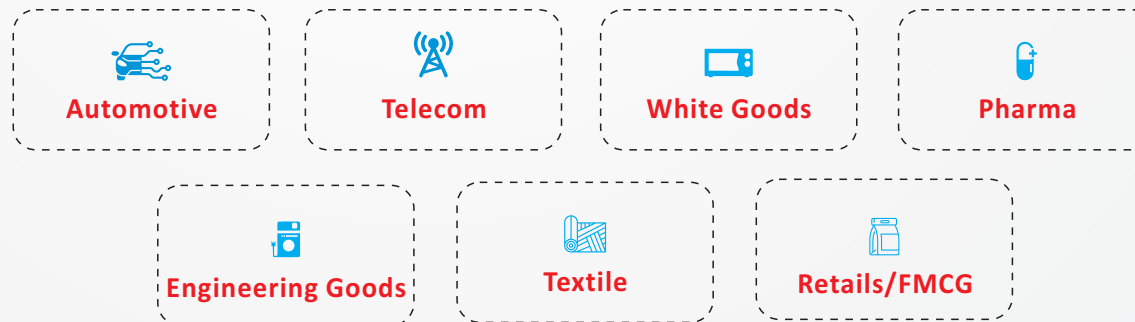 Automotive
Telecom
White Goods
Pharma
Engineering Goods
Textile
Retails/FMCG